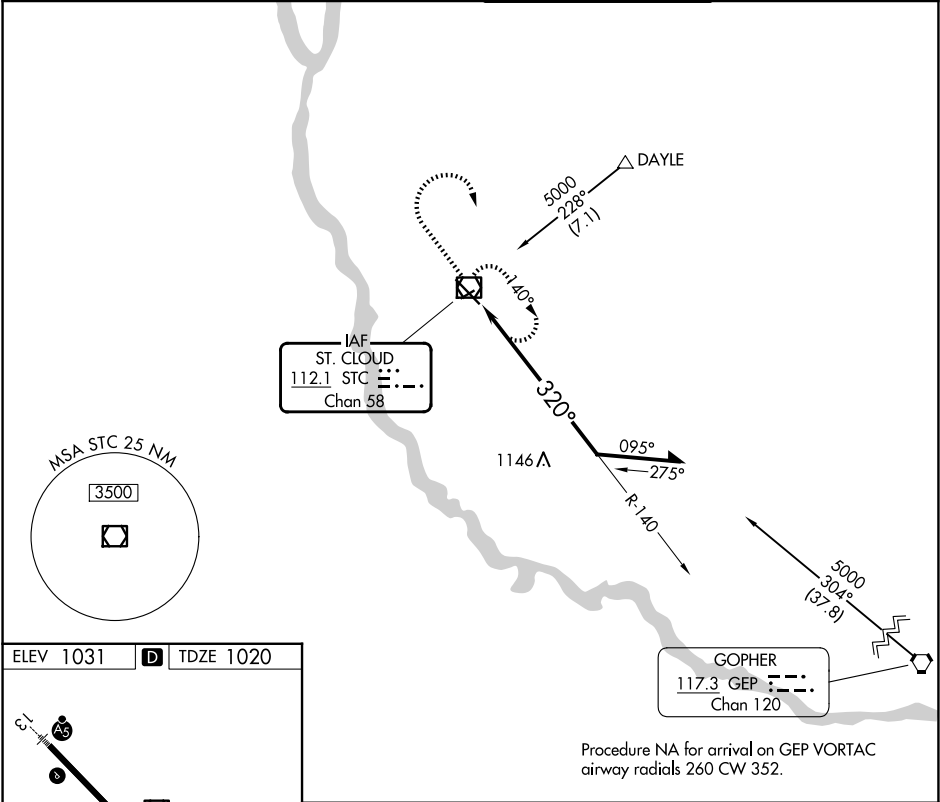 DAYLE
5000
228°
(7.1)
140°
IAF
ST. CLOUD
112.1 STC
Chan 58
320°
1146
095°
275°
R-140
MSA STC 25 NM
3500
5000
304°
(37.8)
GOPHER
117.3 GEP
Chan 120
Procedure NA for arrival on GEP VORTAC
airway radials 260 CW 352.
ELEV 1031 D TDZE 1020
13
A5